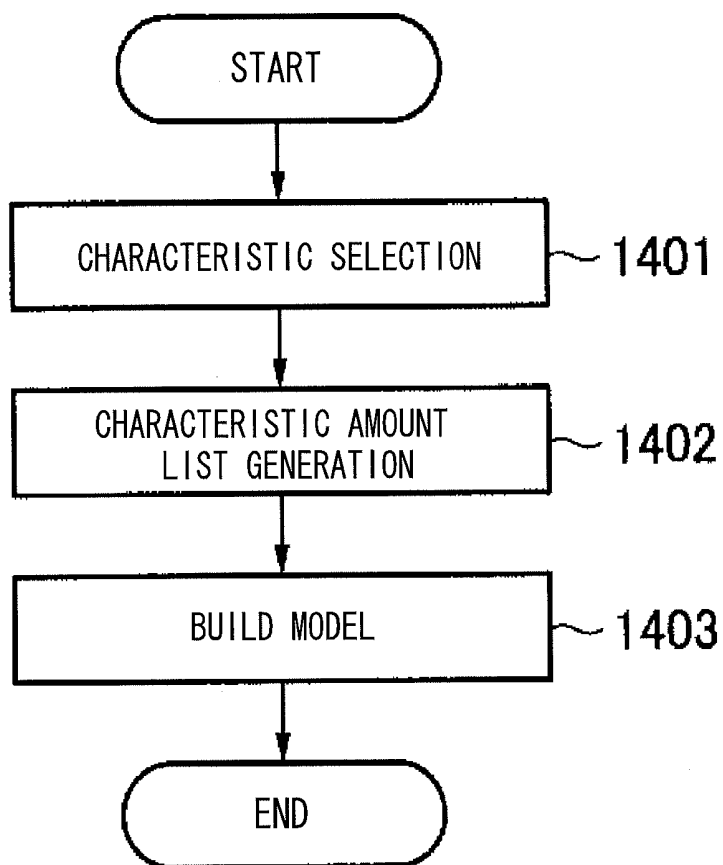 START
CHARACTERISTIC SELECTION
1401
CHARACTERISTIC AMOUNT
LIST GENERATION
1402
BUILD MODEL
1403
END